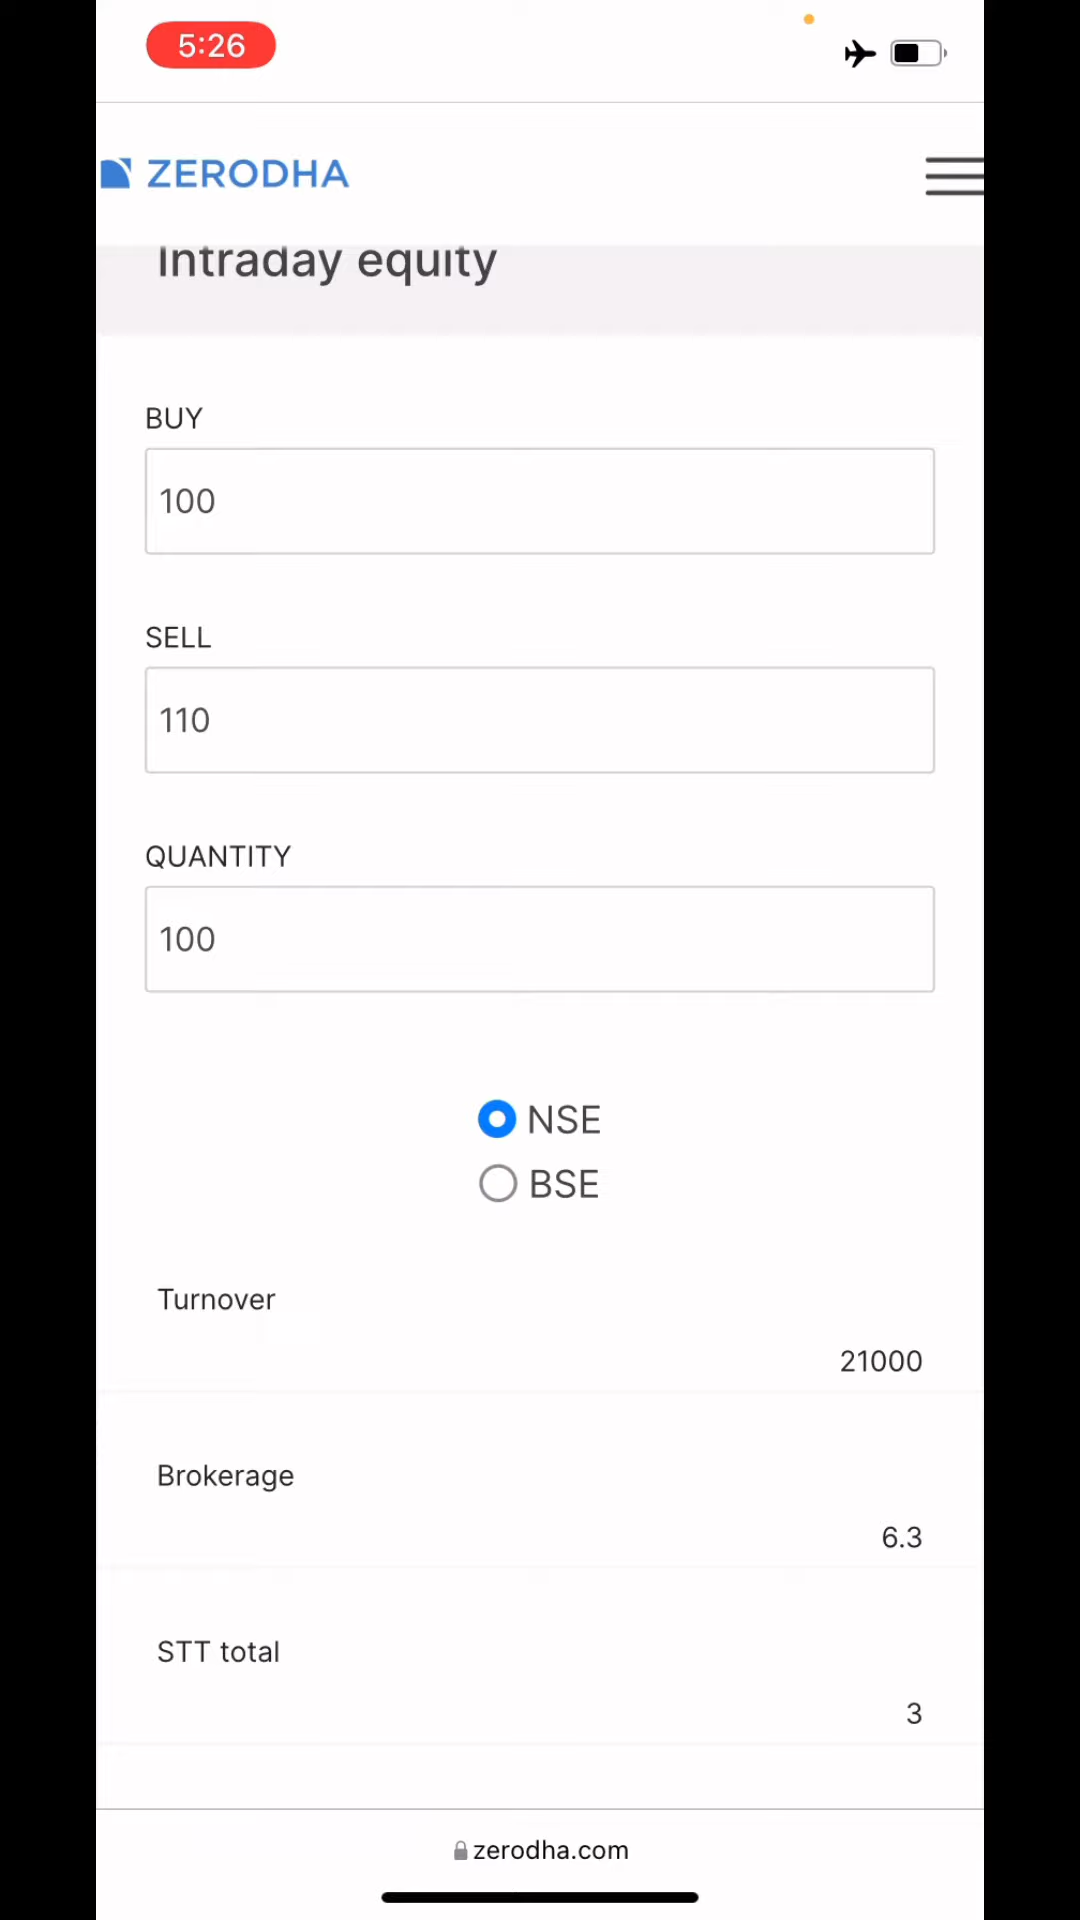 5:26
ZERODHA
Intraday equity
BUY
100
SELL
110
QUANTITY
100
NSE
BSE
Turnover
21000
Brokerage
6.3
STT total
3
zerodha.com